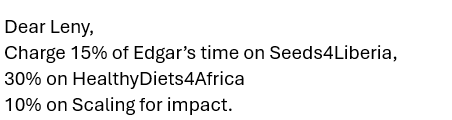 Dear Leny,
Charge 15% of Edgar’s time on Seeds4Liberia,
30% on HealthyDiets4Africa
10% on Scaling for impact.